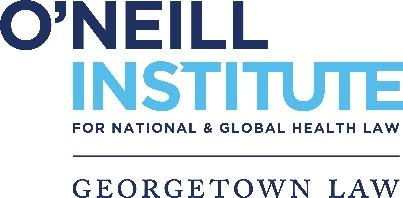 O'NEILL
INSTITUTE
FOR NATIONAL & GLOBAL HEALTH LAW
GEORGETOWN LAW